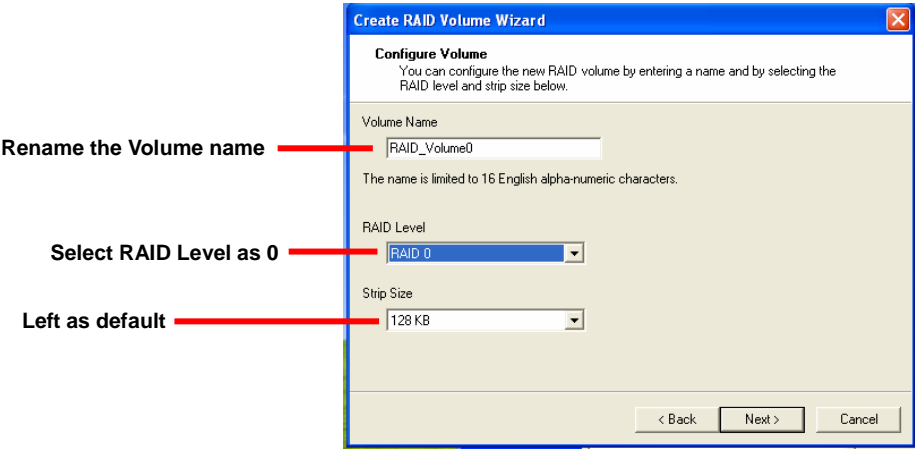 Create RAID Volume Wizard
Configure Volume
You can configure the new RAID volume by entering a name and by selecting the
RAID level and strip size below.
Volume Name
Rename the Volume name
RAID_Volume0
The name is limited to 16 English alpha-numeric characters.
RAID Level
Select RAID Level as 0
RAID 0
Strip Size
Left as default
128 KB
< Back
Next >
Cancel